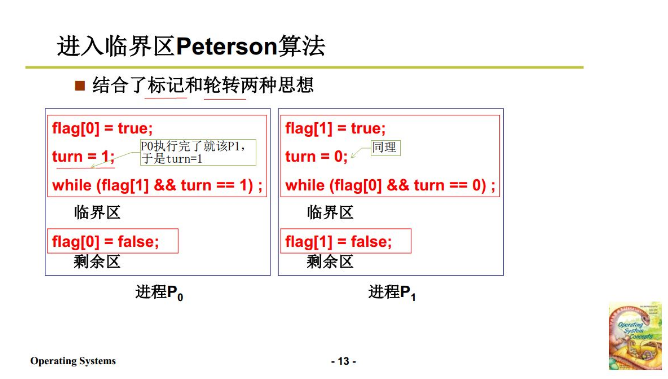 进入临界区Peterson算法
■ 结合了标记和轮转两种思想
flag[0] = true;
turn = 1;
P0执行完了就该P1,
于是turn=1
while (flag[1] && turn == 1) ;
临界区
flag[0] = false;
剩余区
进程P0
flag[1] = true;
turn = 0;
同理
while (flag[0] && turn == 0) ;
临界区
flag[1] = false;
剩余区
进程P1
Operating System Concepts
Operating Systems
- 13 -